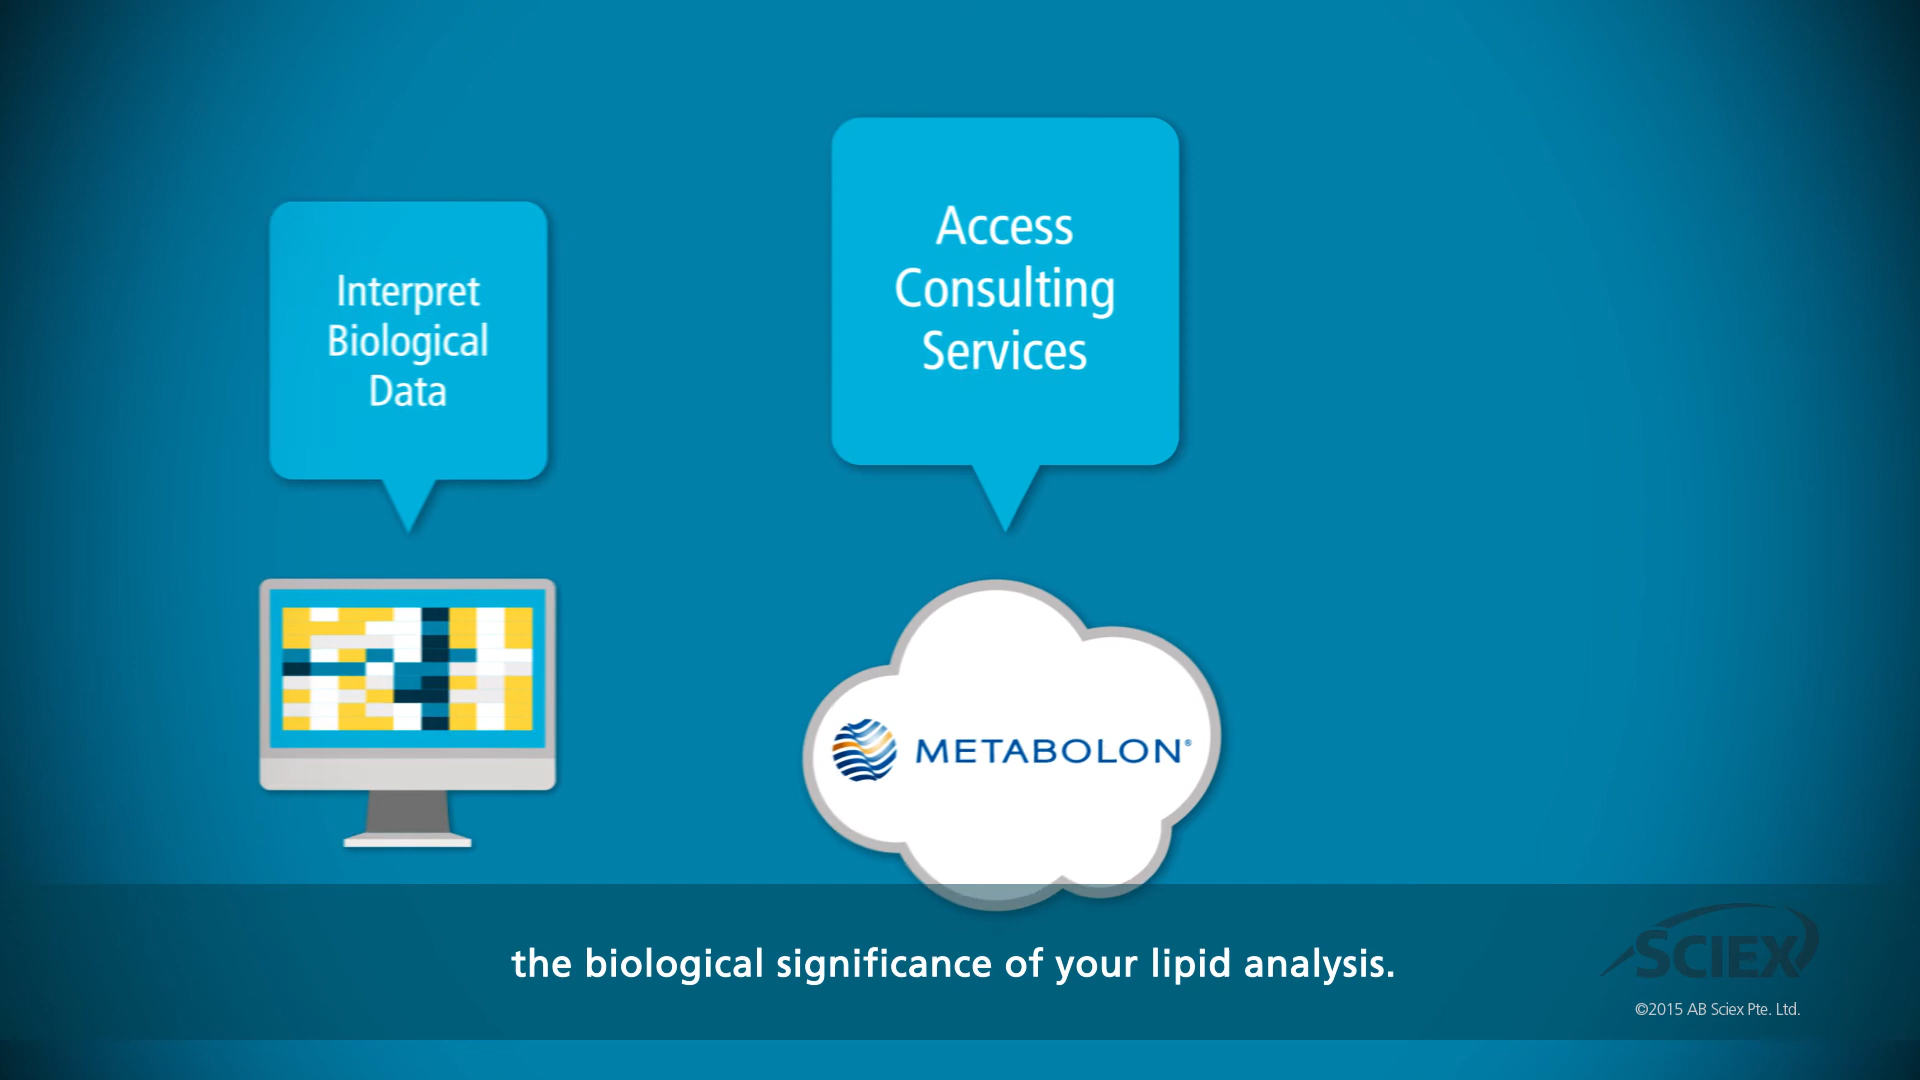 Interpret
Biological
Data
Access
Consulting
Services
METABOLON®
the biological significance of your lipid analysis.
SCIEX
©2015 AB Sciex Pte. Ltd.